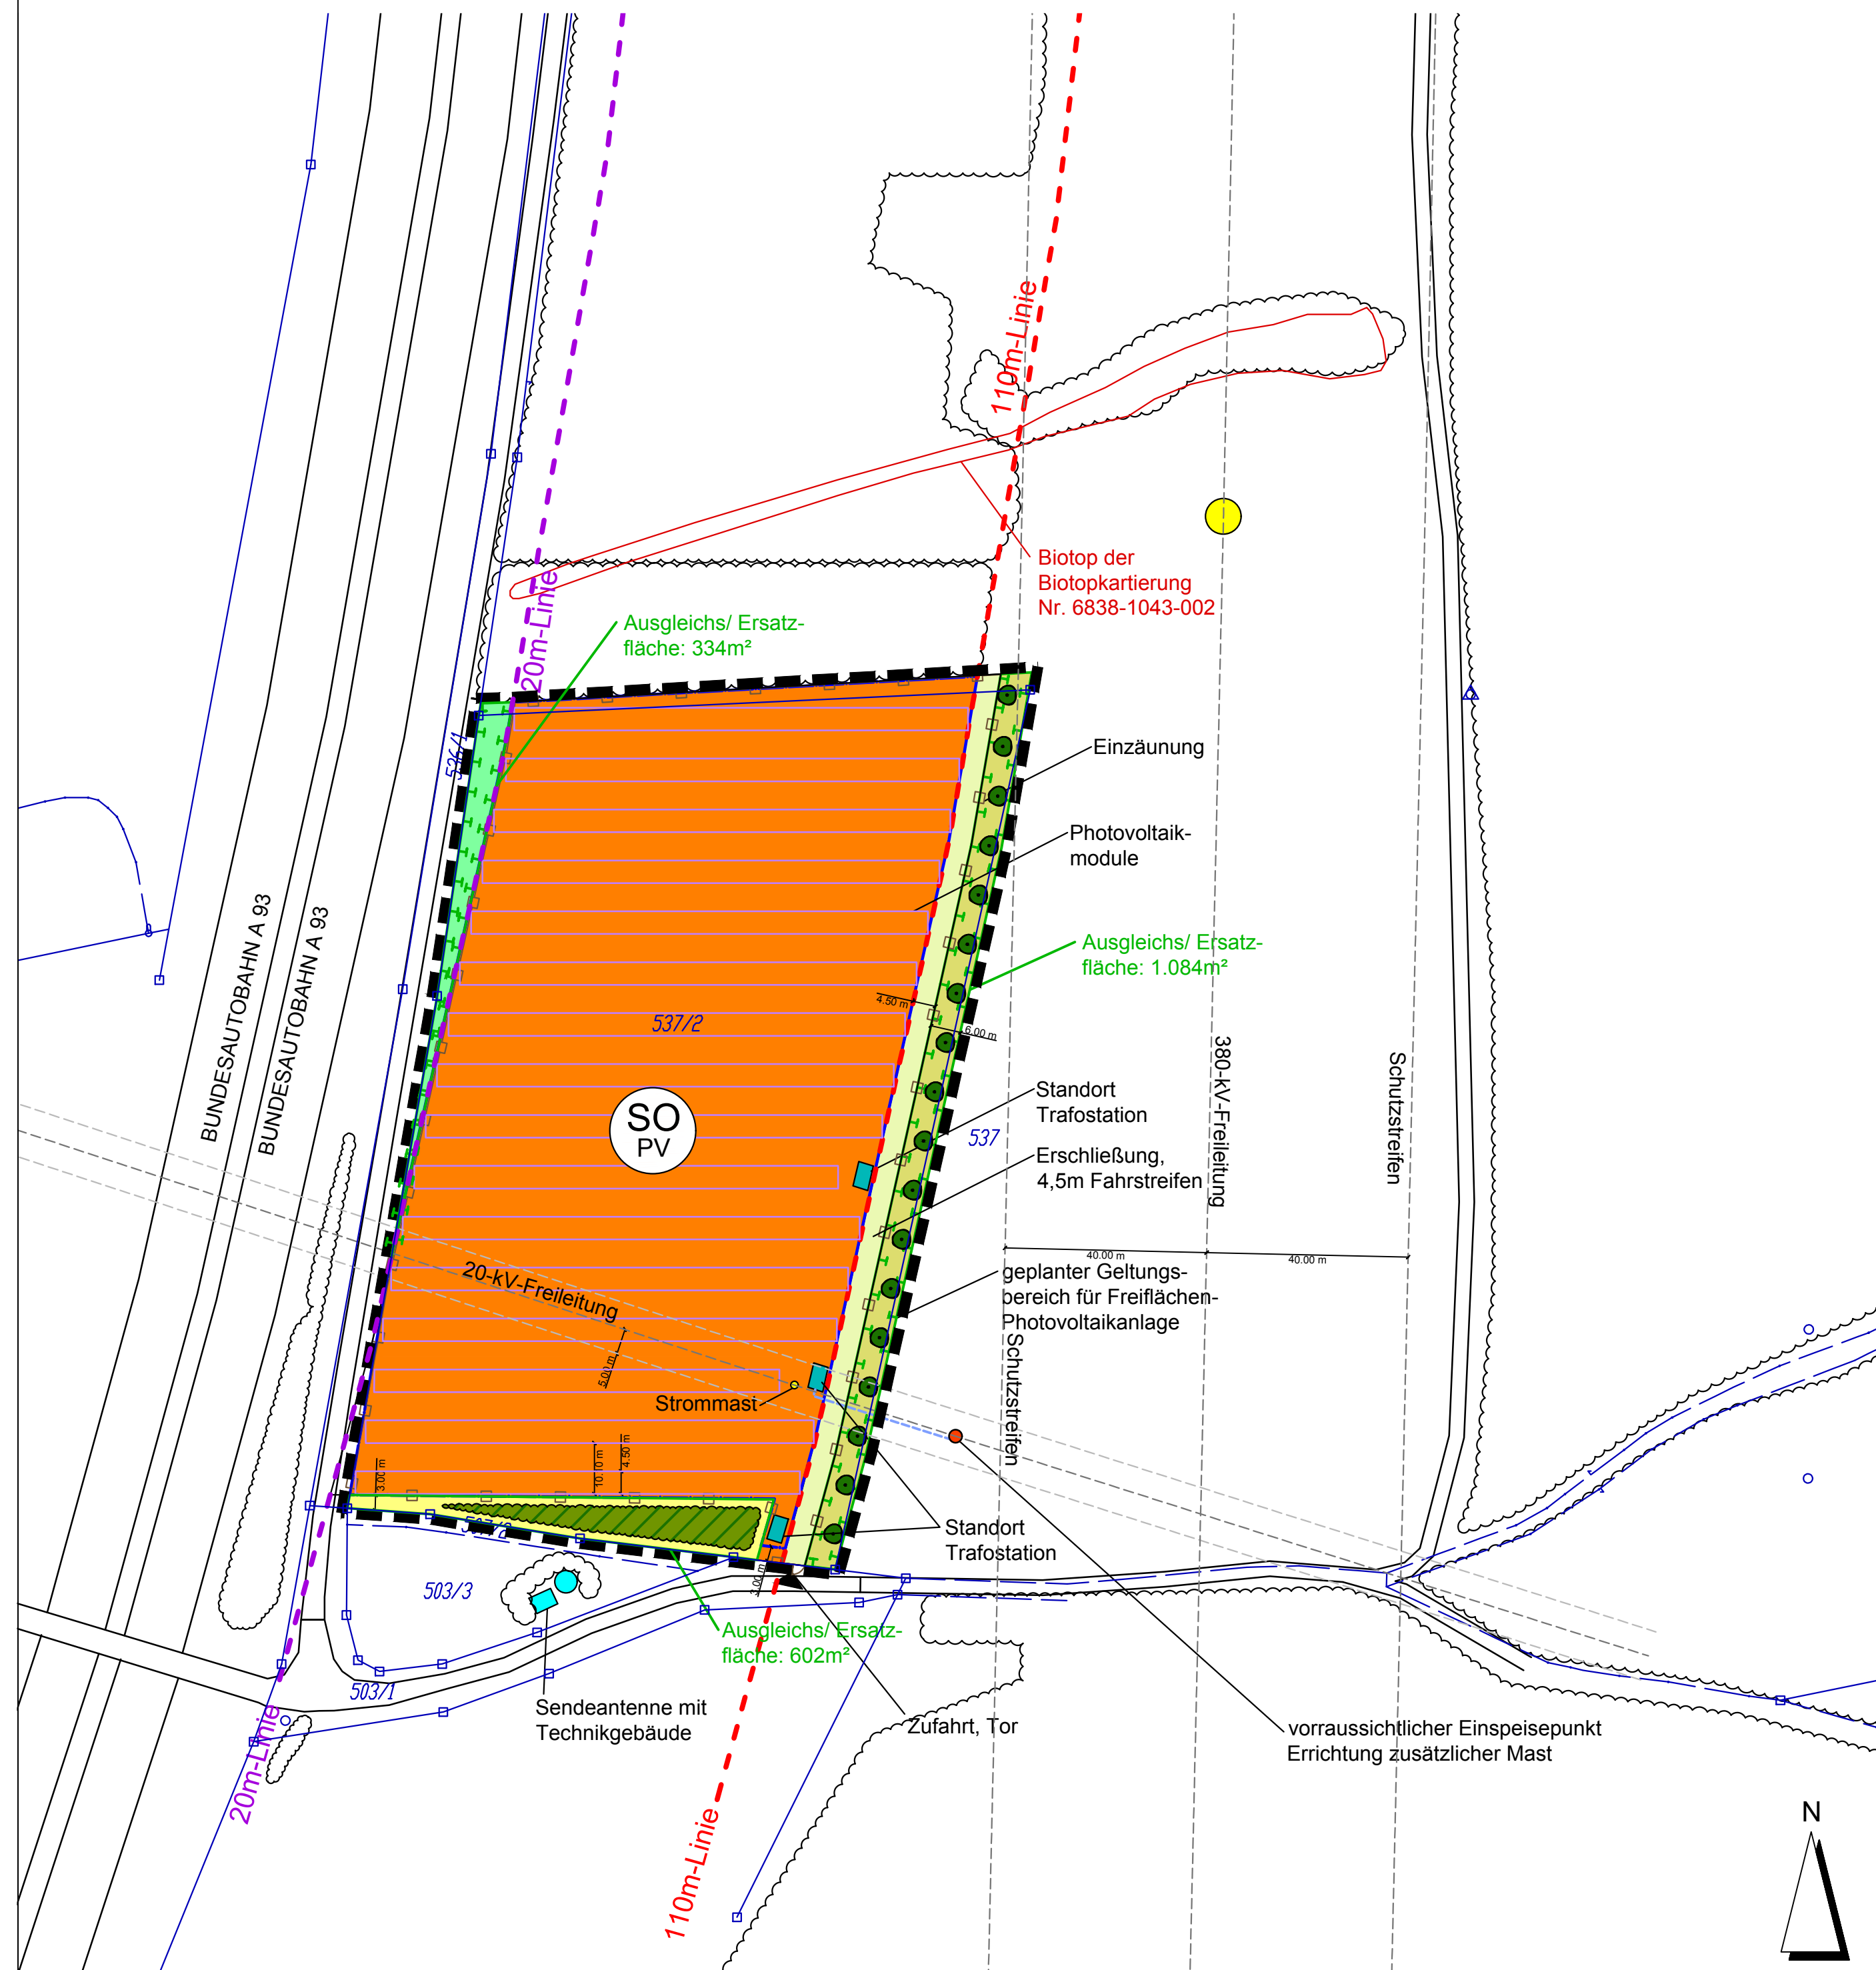 110m-Linie
Biotop der
Biotopkartierung
Nr. 6838-1043-002
20m-Linie
Ausgleichs/ Ersatz-
fläche: 334m²
536/1
Einzäunung
Photovoltaik-
module
BUNDESAUTOBAHN A 93
BUNDESAUTOBAHN A 93
Ausgleichs/ Ersatz-
fläche: 1.084m²
4.50 m
6.00 m
537/2
SO
PV
380-kV-Freileitung
Schutzstreifen
Standort
Trafostation
537
Erschließung,
4,5m Fahrstreifen
40.00 m
40.00 m
20-kV-Freileitung
geplanter Geltungs-
bereich für Freiflächen-
Photovoltaikanlage
Schutzstreifen
5.00 m
Strommast
3.00 m
10.10 m
4.50 m
Standort
Trafostation
3.00 m
503/3
Ausgleichs/ Ersatz-
fläche: 602m²
503/1
Sendeantenne mit
Technikgebäude
Zufahrt, Tor
vorraussichtlicher Einspeisepunkt
Errichtung zusätzlicher Mast
20m-Linie
110m-Linie
N